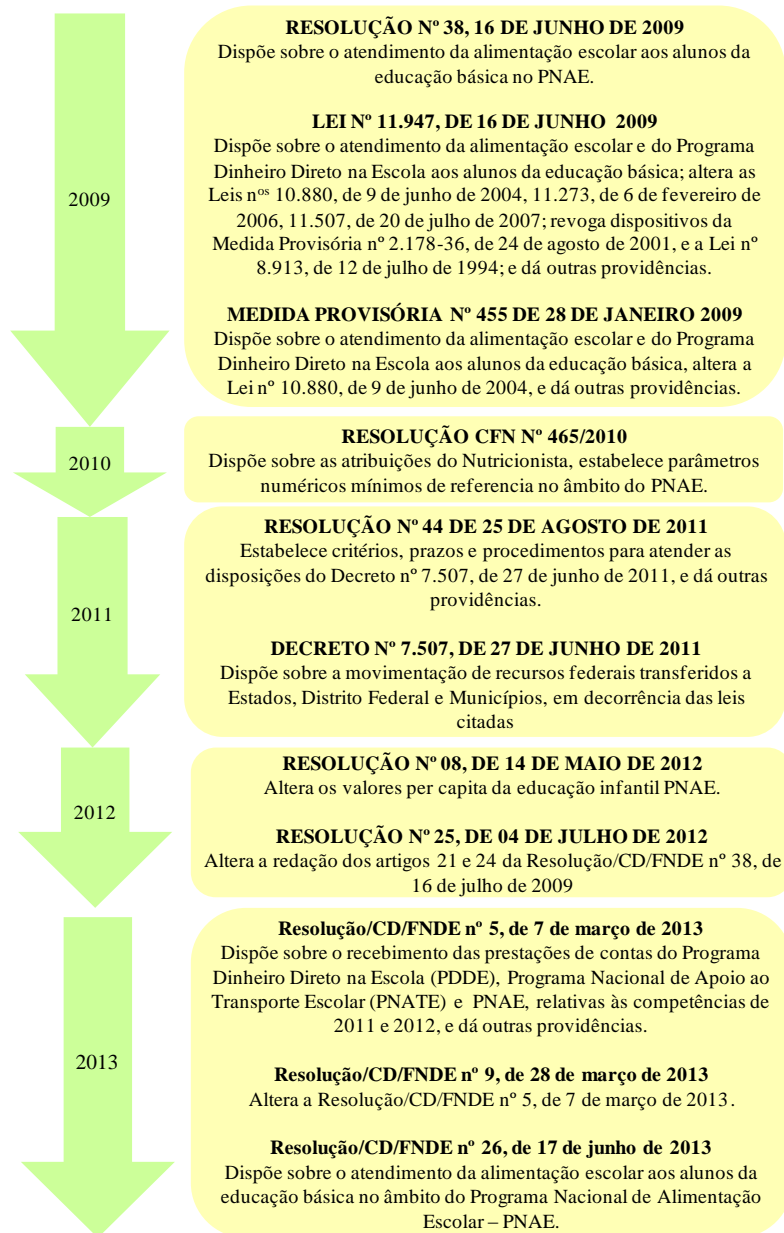 2009
RESOLUÇÃO Nº 38, 16 DE JUNHO DE 2009
Dispõe sobre o atendimento da alimentação escolar aos alunos da
educação básica no PNAE.
LEI Nº 11.947, DE 16 DE JUNHO 2009
Dispõe sobre o atendimento da alimentação escolar e do Programa
Dinheiro Direto na Escola aos alunos da educação básica; altera as
Leis nºs 10.880, de 9 de junho de 2004, 11.273, de 6 de fevereiro de
2006, 11.507, de 20 de julho de 2007; revoga dispositivos da
Medida Provisória nº 2.178-36, de 24 de agosto de 2001, e a Lei nº
8.913, de 12 de julho de 1994; e dá outras providências.
MEDIDA PROVISÓRIA Nº 455 DE 28 DE JANEIRO 2009
Dispõe sobre o atendimento da alimentação escolar e do Programa
Dinheiro Direto na Escola aos alunos da educação básica, altera a
Lei nº 10.880, de 9 de junho de 2004, e dá outras providências.
2010
RESOLUÇÃO CFN Nº 465/2010
Dispõe sobre as atribuições do Nutricionista, estabelece parâmetros
numéricos mínimos de referencia no âmbito do PNAE.
2011
RESOLUÇÃO Nº 44 DE 25 DE AGOSTO DE 2011
Estabelece critérios, prazos e procedimentos para atender as
disposições do Decreto nº 7.507, de 27 de junho de 2011, e dá outras
providências.
DECRETO Nº 7.507, DE 27 DE JUNHO DE 2011
Dispõe sobre a movimentação de recursos federais transferidos a
Estados, Distrito Federal e Municípios, em decorrência das leis
citadas
2012
RESOLUÇÃO Nº 08, DE 14 DE MAIO DE 2012
Altera os valores per capita da educação infantil PNAE.
RESOLUÇÃO Nº 25, DE 04 DE JULHO DE 2012
Altera a redação dos artigos 21 e 24 da Resolução/CD/FNDE nº 38, de
16 de julho de 2009
2013
Resolução/CD/FNDE nº 5, de 7 de março de 2013
Dispõe sobre o recebimento das prestações de contas do Programa
Dinheiro Direto na Escola (PDDE), Programa Nacional de Apoio ao
Transporte Escolar (PNATE) e PNAE, relativas às competências de
2011 e 2012, e dá outras providências.
Resolução/CD/FNDE nº 9, de 28 de março de 2013
Altera a Resolução/CD/FNDE nº 5, de 7 de março de 2013.
Resolução/CD/FNDE nº 26, de 17 de junho de 2013
Dispõe sobre o atendimento da alimentação escolar aos alunos da
educação básica no âmbito do Programa Nacional de Alimentação
Escolar – PNAE.